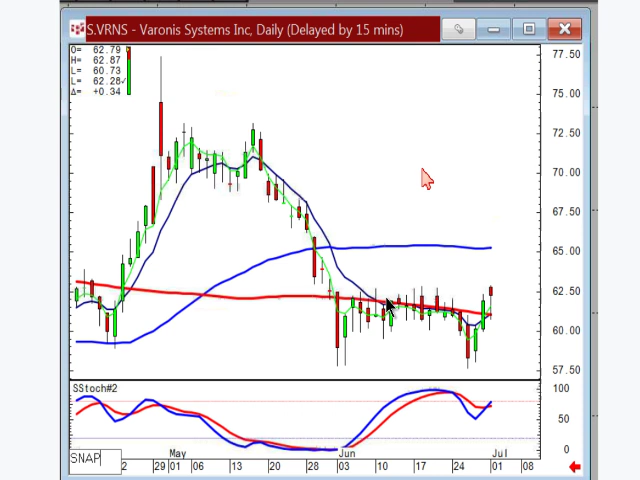 S.VRNS - Varonis Systems Inc, Daily (Delayed by 15 mins)
O= 62.79
H= 62.87
L= 60.73
L= 62.28✓
Δ= +0.34
77.50
75.00
72.50
70.00
67.50
65.00
62.50
60.00
57.50
SStoch#2
100
50
0
SNAP
May
Jun
Jul
2
29
01
06
13
20
28
03
10
17
24
01
08